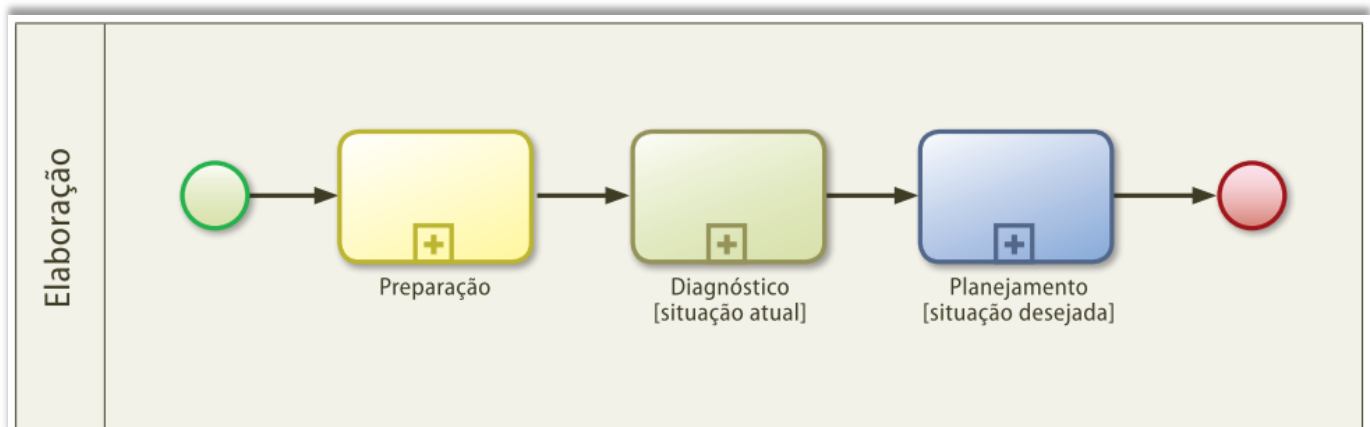 Elaboração
Preparação
Diagnóstico
[situação atual]
Planejamento
[situação desejada]